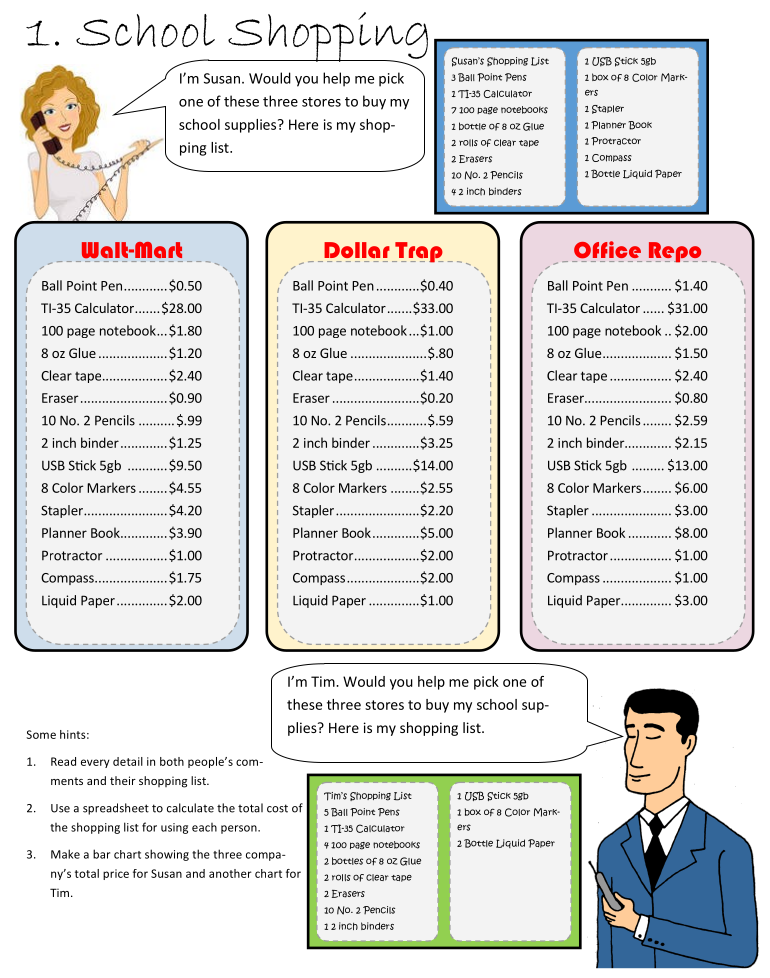 1. School Shopping
I'm Susan. Would you help me pick
one of these three stores to buy my
school supplies? Here is my shop-
ping list.
Susan's Shopping List
3 Ball Point Pens
1 TI-35 Calculator
7 100 page notebooks
1 bottle of 8 oz Glue
2 rolls of clear tape
2 Erasers
10 No. 2 Pencils
4 2 inch binders
1 USB Stick 5gb
1 box of 8 Color Mark-
ers
1 Stapler
1 Planner Book
1 Protractor
1 Compass
1 Bottle Liquid Paper
Walt-Mart
Ball Point Pen............$0.50
TI-35 Calculator.......$28.00
100 page notebook...$1.80
8 oz Glue ..................$1.20
Clear tape.................$2.40
Eraser .......................$0.90
10 No. 2 Pencils .........$.99
2 inch binder.............$1.25
USB Stick 5gb ..........$9.50
8 Color Markers ........$4.55
Stapler......................$4.20
Planner Book............$3.90
Protractor ................$1.00
Compass...................$1.75
Liquid Paper..............$2.00
Dollar Trap
Ball Point Pen ...........$0.40
TI-35 Calculator .......$33.00
100 page notebook ...$1.00
8 oz Glue ....................$.80
Clear tape.................$1.40
Eraser .......................$0.20
10 No. 2 Pencils..........$.59
2 inch binder ............$3.25
USB Stick 5gb .........$14.00
8 Color Markers ........$2.55
Stapler......................$2.20
Planner Book............$5.00
Protractor.................$2.00
Compass...................$2.00
Liquid Paper .............$1.00
Office Repo
Ball Point Pen ........... $1.40
TI-35 Calculator ...... $31.00
100 page notebook .. $2.00
8 oz Glue................... $1.50
Clear tape ................ $2.40
Eraser....................... $0.80
10 No. 2 Pencils ........ $2.59
2 inch binder............ $2.15
USB Stick 5gb ........ $13.00
8 Color Markers........ $6.00
Stapler ..................... $3.00
Planner Book ........... $8.00
Protractor ................ $1.00
Compass .................. $1.00
Liquid Paper............. $3.00
I'm Tim. Would you help me pick one of
these three stores to buy my school sup-
plies? Here is my shopping list.
Some hints:
1. Read every detail in both people's com-
ments and their shopping list.
2. Use a spreadsheet to calculate the total cost of
the shopping list for using each person.
3. Make a bar chart showing the three compa-
ny's total price for Susan and another chart for
Tim.
Tim's Shopping List
5 Ball Point Pens
1 TI-35 Calculator
4 100 page notebooks
2 bottles of 8 oz Glue
2 rolls of clear tape
2 Erasers
10 No. 2 Pencils
1 2 inch binders
1 USB Stick 5gb
1 box of 8 Color Mark-
ers
2 Bottle Liquid Paper